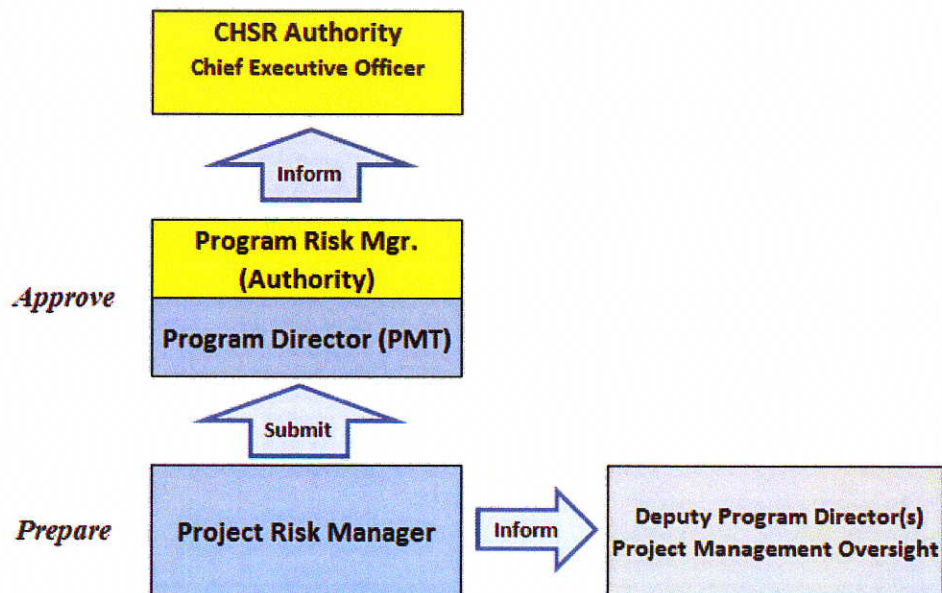 CHSR Authority
Chief Executive Officer
Inform
Program Risk Mgr.
(Authority)
Approve
Program Director (PMT)
Submit
Prepare
Project Risk Manager
Inform
Deputy Program Director(s)
Project Management Oversight